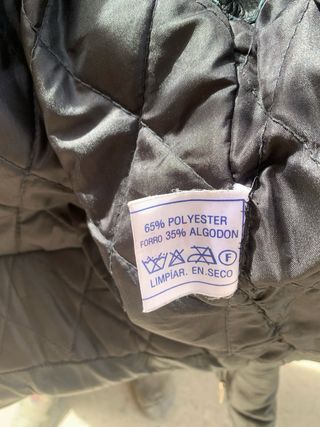 65% POLYESTER
FORRO 35% ALGODON
F
LIMPIAR. EN.SECO